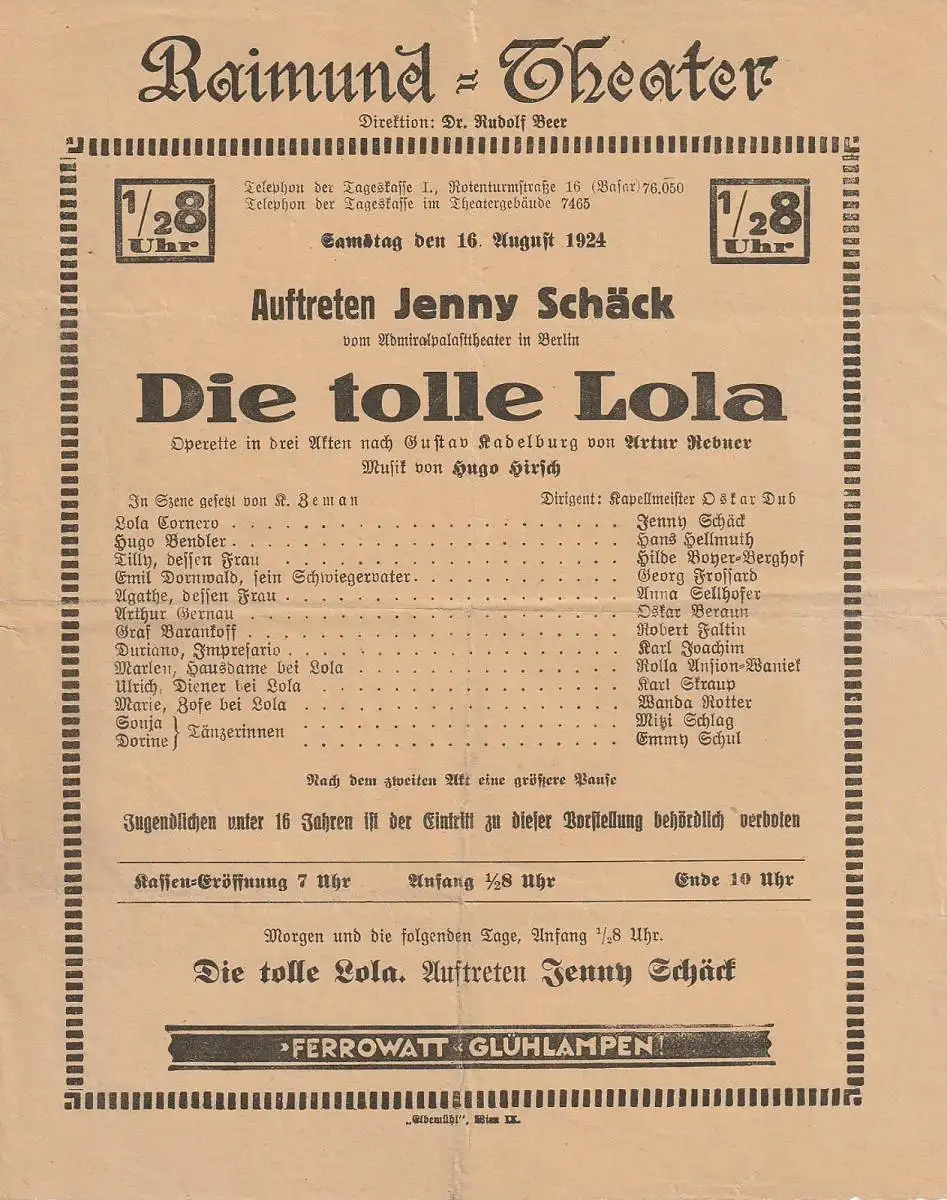 Raimund=Theater
Direktion: Dr. Rudolf Beer
1/28 Uhr
Telephon der Tageskasse I., Rotenturmstraße 16 (Basar) 76.050
Telephon der Tageskasse im Theatergebäude 7465
1/28 Uhr
Samstag den 16. August 1924
Auftreten Jenny Schäck
vom Admiralpalasttheater in Berlin
Die tolle Lola
Operette in drei Akten nach Gustav Kadelburg von Artur Rebner
Musik von Hugo Hirsch
In Szene gesetzt von K. Zeman Dirigent: Kapellmeister Oskar Dub
Lola Cornero . . . . . Jenny Schäck
Hugo Bendler . . . . . Hans Hellmuth
Tilly, dessen Frau . . . . . Hilde Boyer=Berghof
Emil Dornwald, sein Schwiegervater . . . . . Georg Frossard
Agathe, dessen Frau . . . . . Anna Sellhofer
Arthur Gernau . . . . . Oskar Beraun
Graf Barankoff . . . . . Robert Faltin
Duriano, Impresario . . . . . Karl Joachim
Marlen, Hausdame bei Lola . . . . . Rolla Ansion=Waniek
Ulrich, Diener bei Lola . . . . . Karl Skraup
Marie, Zofe bei Lola . . . . . Wanda Rotter
Sonja } Tänzerinnen . . . . . Mitzi Schlag
Dorine } . . . . . Emmy Schul
Nach dem zweiten Akt eine größere Pause
Jugendlichen unter 16 Jahren ist der Eintritt zu dieser Vorstellung behördlich verboten
Kassen=Eröffnung 7 Uhr Anfang ½8 Uhr Ende 10 Uhr
Morgen und die folgenden Tage, Anfang 1/28 Uhr.
Die tolle Lola. Auftreten Jenny Schäck
»FERROWATT« GLÜHLAMPEN!
„Elbemühl", Wien IX.